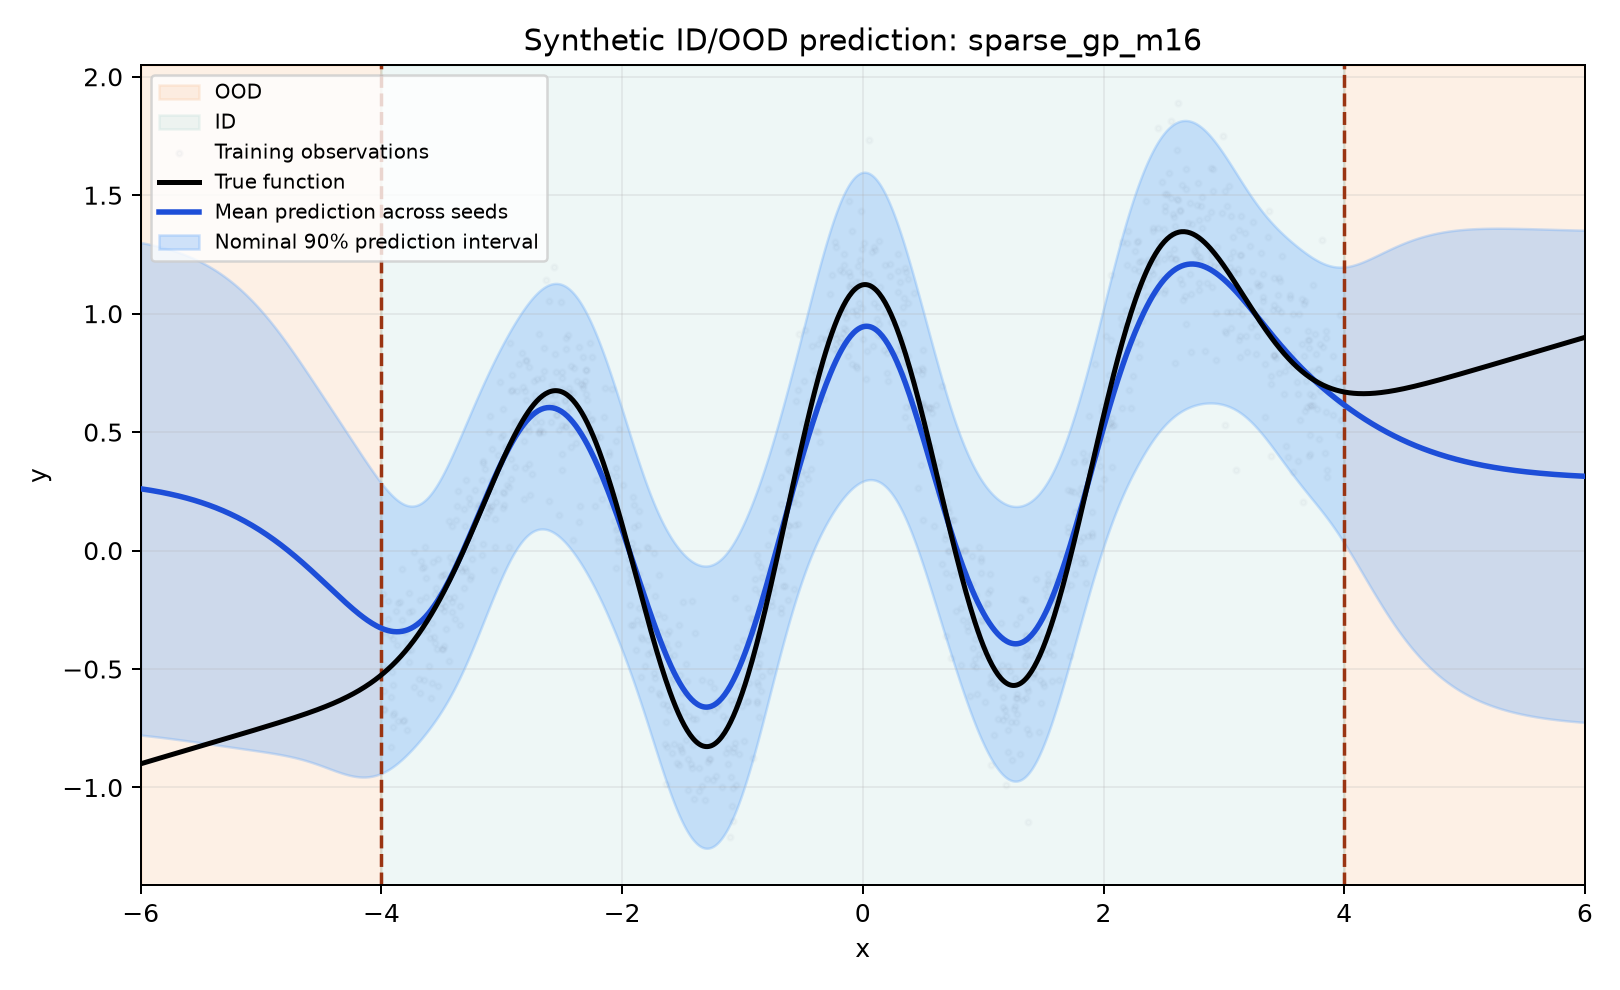 Synthetic ID/OOD prediction: sparse_gp_m16
OOD
ID
Training observations
True function
Mean prediction across seeds
Nominal 90% prediction interval
2.0
1.5
1.0
0.5
0.0
−0.5
−1.0
y
−6
−4
−2
0
2
4
6
x